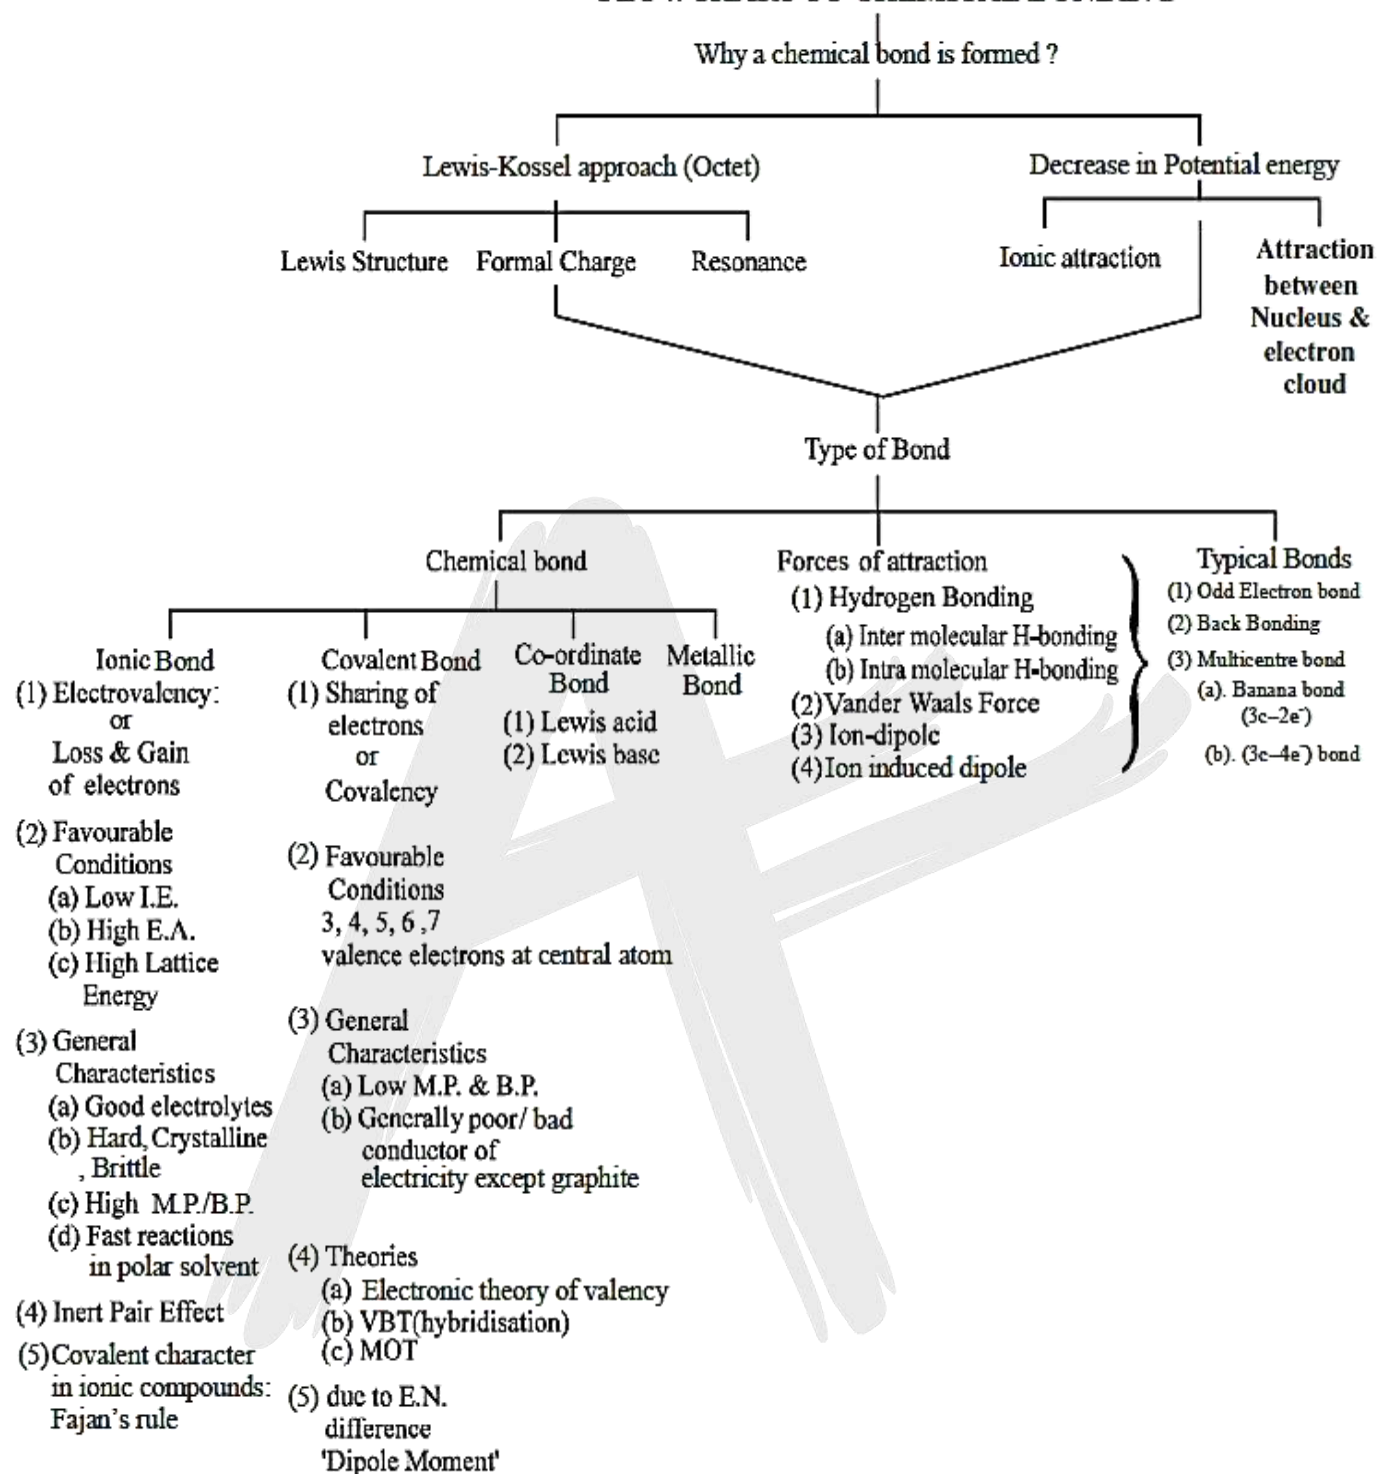 Why a chemical bond is formed ?
Lewis-Kossel approach (Octet)
Decrease in Potential energy
Lewis Structure
Formal Charge
Resonance
Ionic attraction
Attraction
between
Nucleus &
electron
cloud
Type of Bond
Chemical bond
Ionic Bond
(1) Electrovalency:
or
Loss & Gain
of electrons
(2) Favourable
Conditions
(a) Low I.E.
(b) High E.A.
(c) High Lattice
Energy
(3) General
Characteristics
(a) Good electrolytes
(b) Hard, Crystalline
, Brittle
(c) High M.P./B.P.
(d) Fast reactions
in polar solvent
(4) Inert Pair Effect
(5) Covalent character
in ionic compounds:
Fajan's rule
Covalent Bond
(1) Sharing of
electrons
or
Covalency
(2) Favourable
Conditions
3, 4, 5, 6 ,7
valence electrons at central atom
(3) General
Characteristics
(a) Low M.P. & B.P.
(b) Generally poor/ bad
conductor of
electricity except graphite
(4) Theories
(a) Electronic theory of valency
(b) VBT(hybridisation)
(c) MOT
(5) due to E.N.
difference
'Dipole Moment'
Co-ordinate
Bond
(1) Lewis acid
(2) Lewis base
Metallic
Bond
Forces of attraction
(1) Hydrogen Bonding
(a) Inter molecular H-bonding
(b) Intra molecular H-bonding
(2) Vander Waals Force
(3) Ion-dipole
(4) Ion induced dipole
Typical Bonds
(1) Odd Electron bond
(2) Back Bonding
(3) Multicentre bond
(a). Banana bond
(3c–2e⁻)
(b). (3c–4e⁻) bond